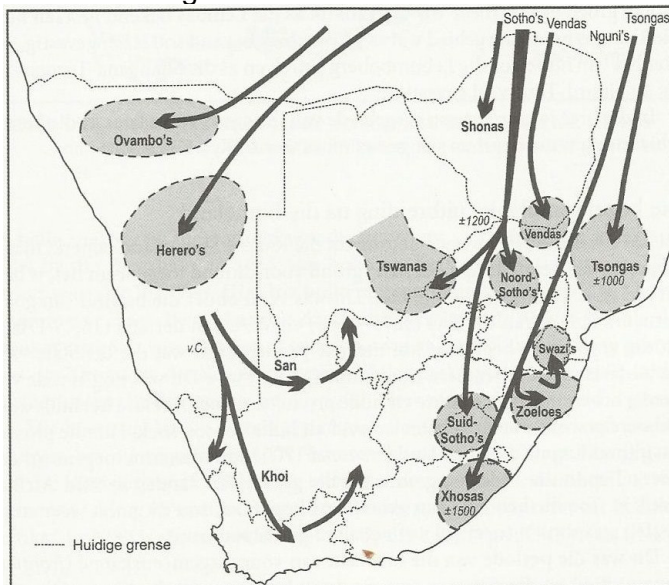 Sotho's
Vendas
Nguni's
Tsongas
Ovambo's
Shonas
Herero's
±1200
Tswanas
Vendas
Noord-
Sotho's
Tsongas
±1000
v.C.
San
Swazi's
Zoeloes
Suid-
Sotho's
Khoi
Xhosas
±1500
Huidige grense